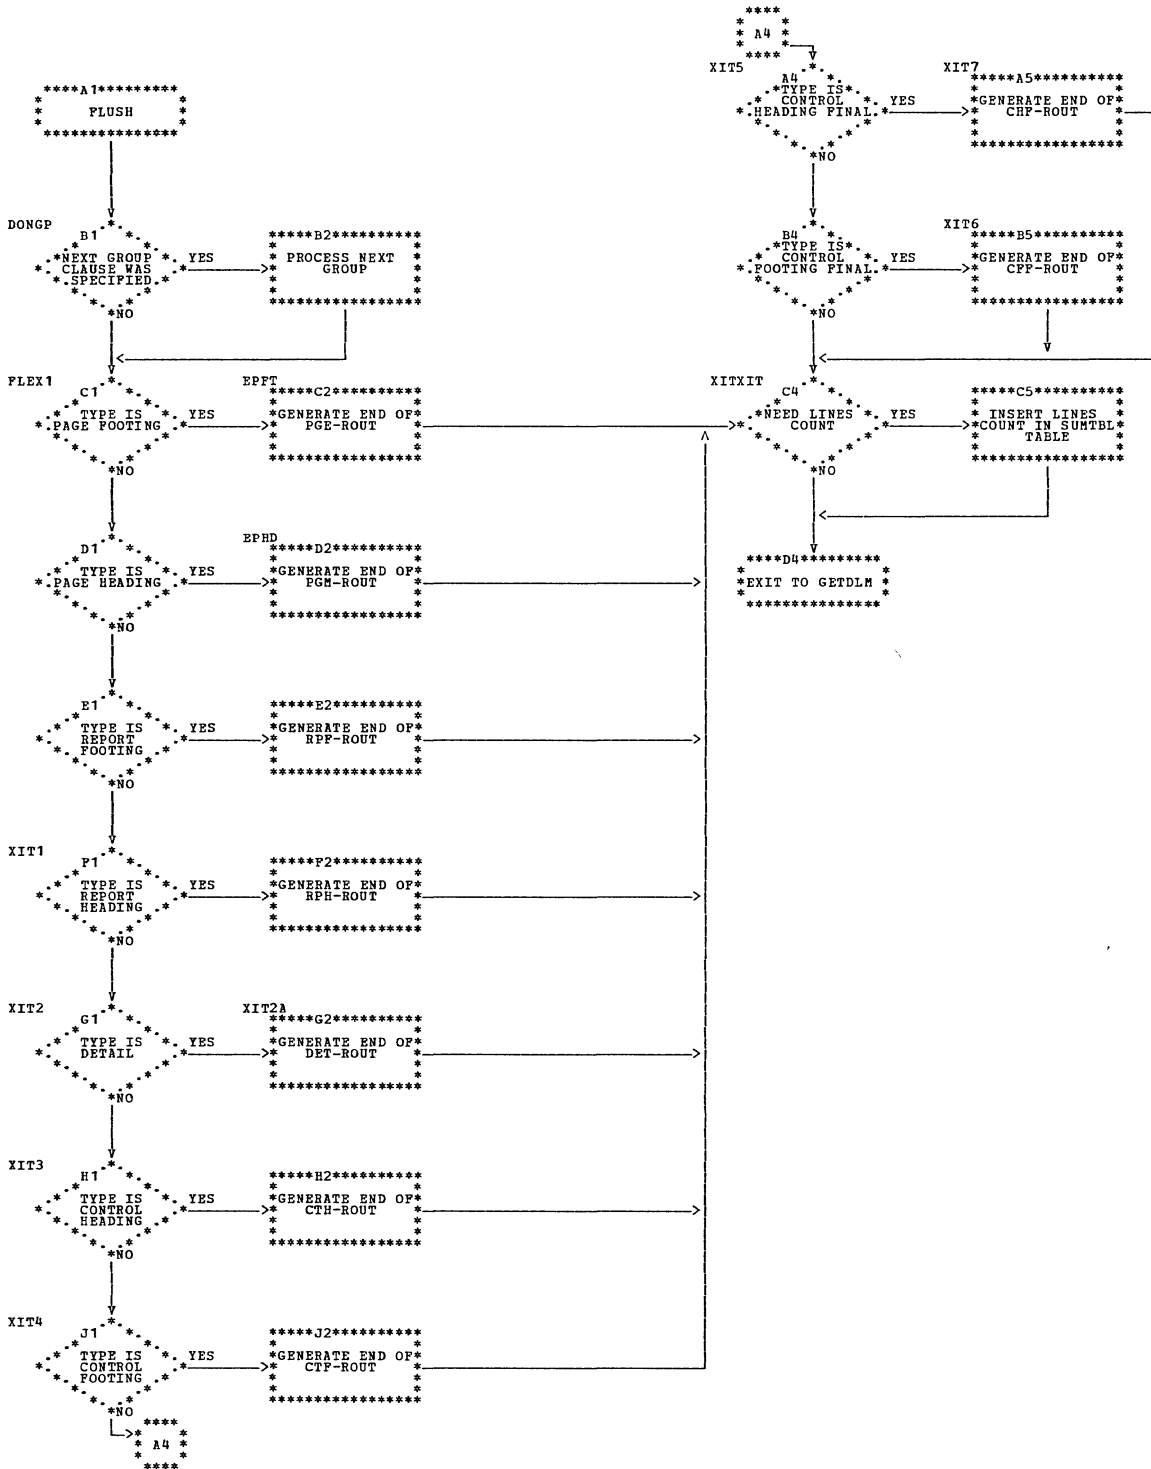 A1
FLUSH
DONGP
B1
NEXT GROUP
CLAUSE WAS
SPECIFIED
YES
NO
B2
PROCESS NEXT
GROUP
FLEX1
C1
TYPE IS
PAGE FOOTING
YES
NO
EPFT
C2
GENERATE END OF
PGE-ROUT
D1
TYPE IS
PAGE HEADING
YES
NO
EPHD
D2
GENERATE END OF
PGM-ROUT
E1
TYPE IS
REPORT
FOOTING
YES
NO
E2
GENERATE END OF
RPF-ROUT
XIT1
F1
TYPE IS
REPORT
HEADING
YES
NO
F2
GENERATE END OF
RPH-ROUT
XIT2
G1
TYPE IS
DETAIL
YES
NO
XIT2A
G2
GENERATE END OF
DET-ROUT
XIT3
H1
TYPE IS
CONTROL
HEADING
YES
NO
H2
GENERATE END OF
CTH-ROUT
XIT4
J1
TYPE IS
CONTROL
FOOTING
YES
NO
J2
GENERATE END OF
CTF-ROUT
A4
A4
XIT5
A4
TYPE IS
CONTROL
HEADING FINAL
YES
NO
XIT7
A5
GENERATE END OF
CHF-ROUT
B4
TYPE IS
CONTROL
FOOTING FINAL
YES
NO
XIT6
B5
GENERATE END OF
CFF-ROUT
XITXIT
C4
NEED LINES
COUNT
YES
NO
C5
INSERT LINES
COUNT IN SUMTBL
TABLE
D4
EXIT TO GETDLM